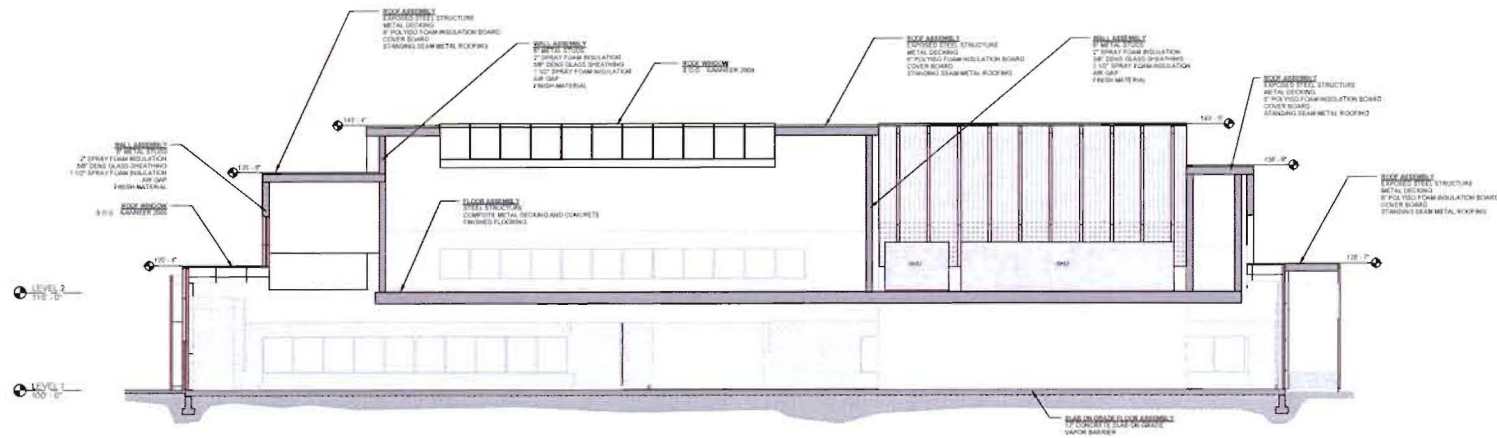 ROOF ASSEMBLY
EXPOSED STEEL STRUCTURE
METAL DECKING
6" POLYISO FOAM INSULATION BOARD
COVER BOARD
STANDING SEAM METAL ROOFING
WALL ASSEMBLY
6" METAL STUDS
2" SPRAY FOAM INSULATION
5/8" DENS GLASS SHEATHING
1 1/2" SPRAY FOAM INSULATION
AIR GAP
FINISH MATERIAL
ROOF WINDOW
ROOF ASSEMBLY
EXPOSED STEEL STRUCTURE
METAL DECKING
6" POLYISO FOAM INSULATION BOARD
COVER BOARD
STANDING SEAM METAL ROOFING
WALL ASSEMBLY
6" METAL STUDS
2" SPRAY FOAM INSULATION
5/8" DENS GLASS SHEATHING
1 1/2" SPRAY FOAM INSULATION
AIR GAP
FINISH MATERIAL
ROOF ASSEMBLY
EXPOSED STEEL STRUCTURE
METAL DECKING
6" POLYISO FOAM INSULATION BOARD
COVER BOARD
STANDING SEAM METAL ROOFING
WALL ASSEMBLY
6" METAL STUDS
2" SPRAY FOAM INSULATION
5/8" DENS GLASS SHEATHING
1 1/2" SPRAY FOAM INSULATION
AIR GAP
FINISH MATERIAL
ROOF WINDOW
ROOF ASSEMBLY
EXPOSED STEEL STRUCTURE
METAL DECKING
6" POLYISO FOAM INSULATION BOARD
COVER BOARD
STANDING SEAM METAL ROOFING
FLOOR ASSEMBLY
STEEL STRUCTURE
COMPOSITE METAL DECKING AND CONCRETE
FINISHED FLOORING
AHU
AHU
LEVEL 2
LEVEL 1
100' - 0"
SLAB ON GRADE FLOOR ASSEMBLY
CONCRETE SLAB ON GRADE
VAPOR BARRIER